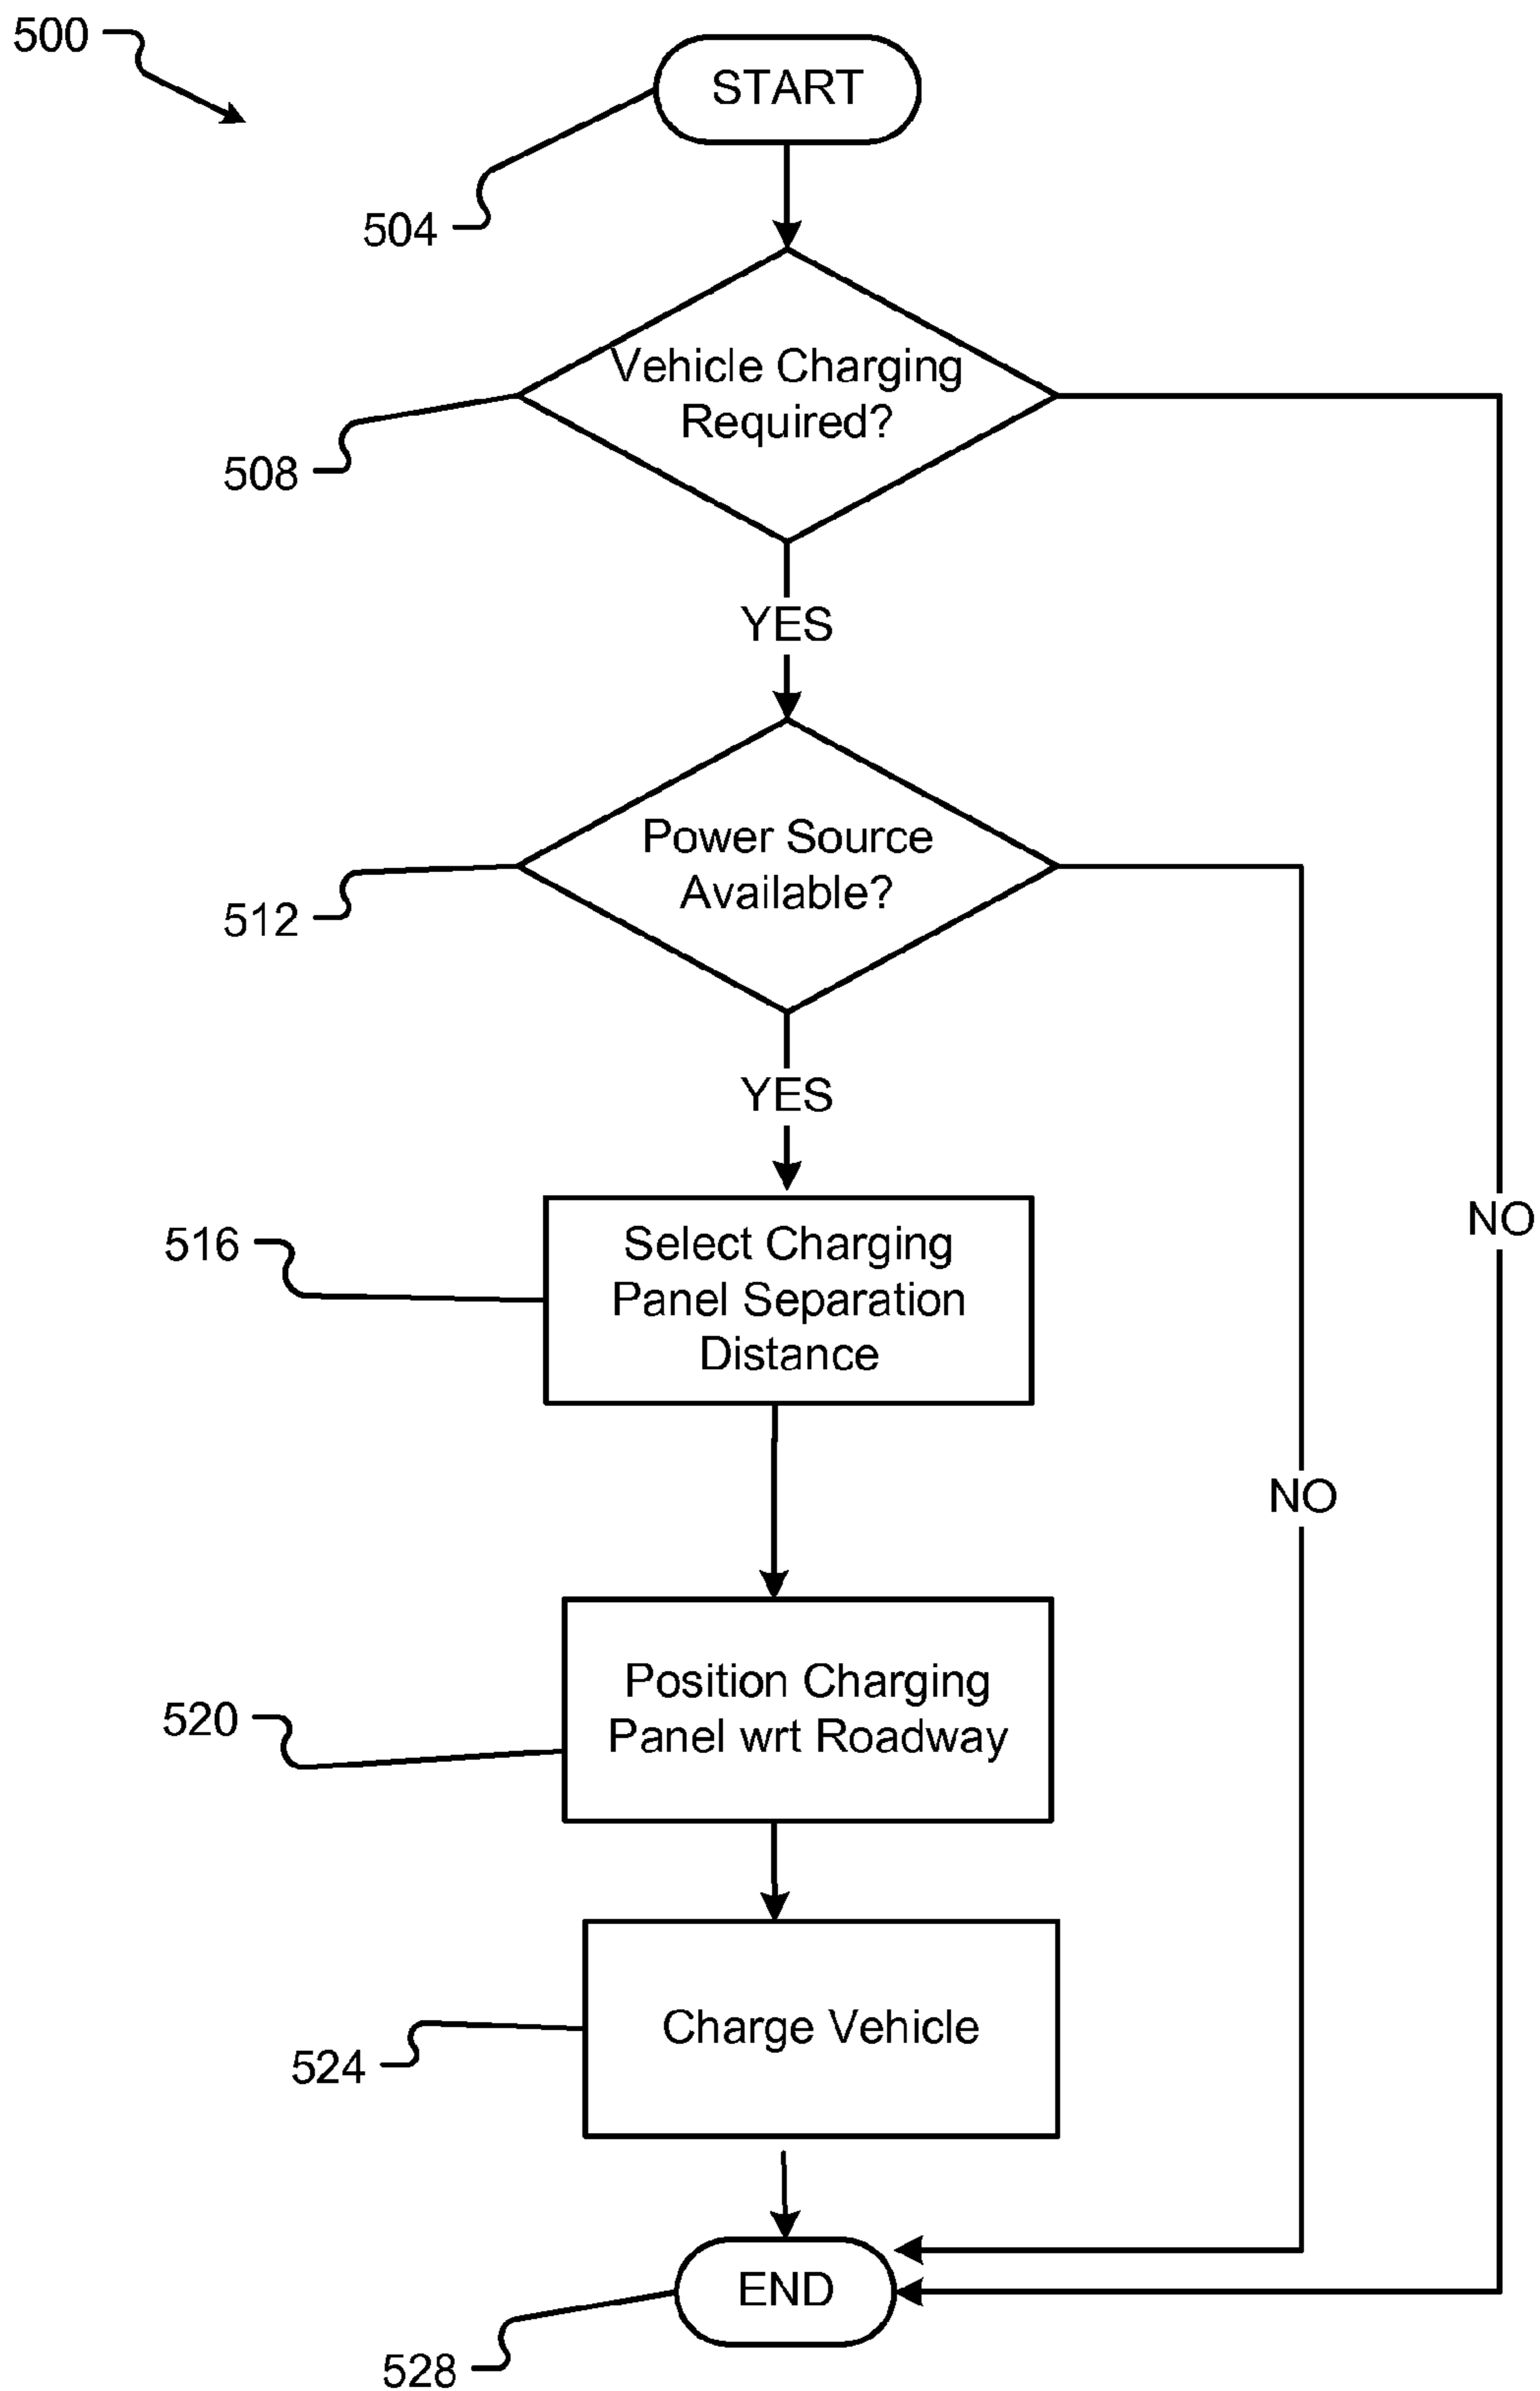 500
START
504
Vehicle Charging
Required?
508
YES
Power Source
Available?
512
YES
516
Select Charging
Panel Separation
Distance
NO
NO
520
Position Charging
Panel wrt Roadway
524
Charge Vehicle
END
528